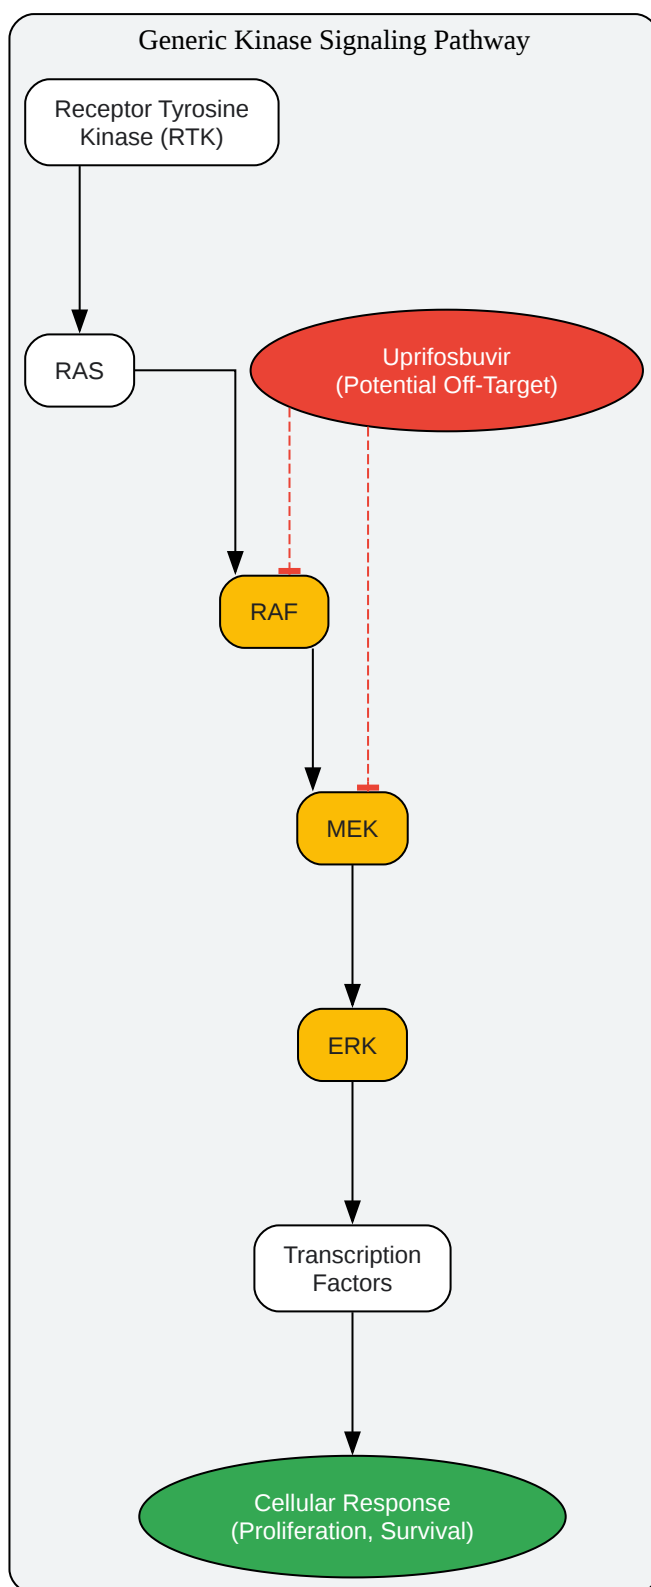 Generic Kinase Signaling Pathway
Receptor Tyrosine
Kinase (RTK)
RAS
Uprifosbuvir
(Potential Off-Target)
RAF
MEK
ERK
Transcription
Factors
Cellular Response
(Proliferation, Survival)